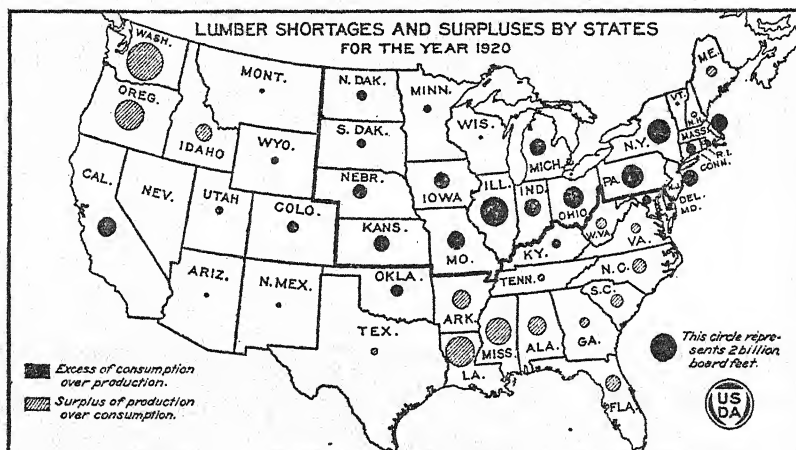 LUMBER SHORTAGES AND SURPLUSES BY STATES
FOR THE YEAR 1920
WASH.
MONT.
N. DAK.
MINN.
ME.
OREG.
IDAHO
WYO.
S. DAK.
WIS.
MICH.
VT.
N.H.
N.Y.
MASS.
R.I.
CONN.
CAL.
NEV.
UTAH
COLO.
NEBR.
IOWA
ILL.
IND.
OHIO
PA.
N.J.
DEL.
MD.
KANS.
MO.
KY.
W.VA.
VA.
ARIZ.
N.MEX.
OKLA.
ARK.
TENN.
N.C.
S.C.
TEX.
LA.
MISS.
ALA.
GA.
FLA.
Excess of consumption
over production.
Surplus of production
over consumption.
This circle repre-
sents 2 billion
board feet.
US
DA